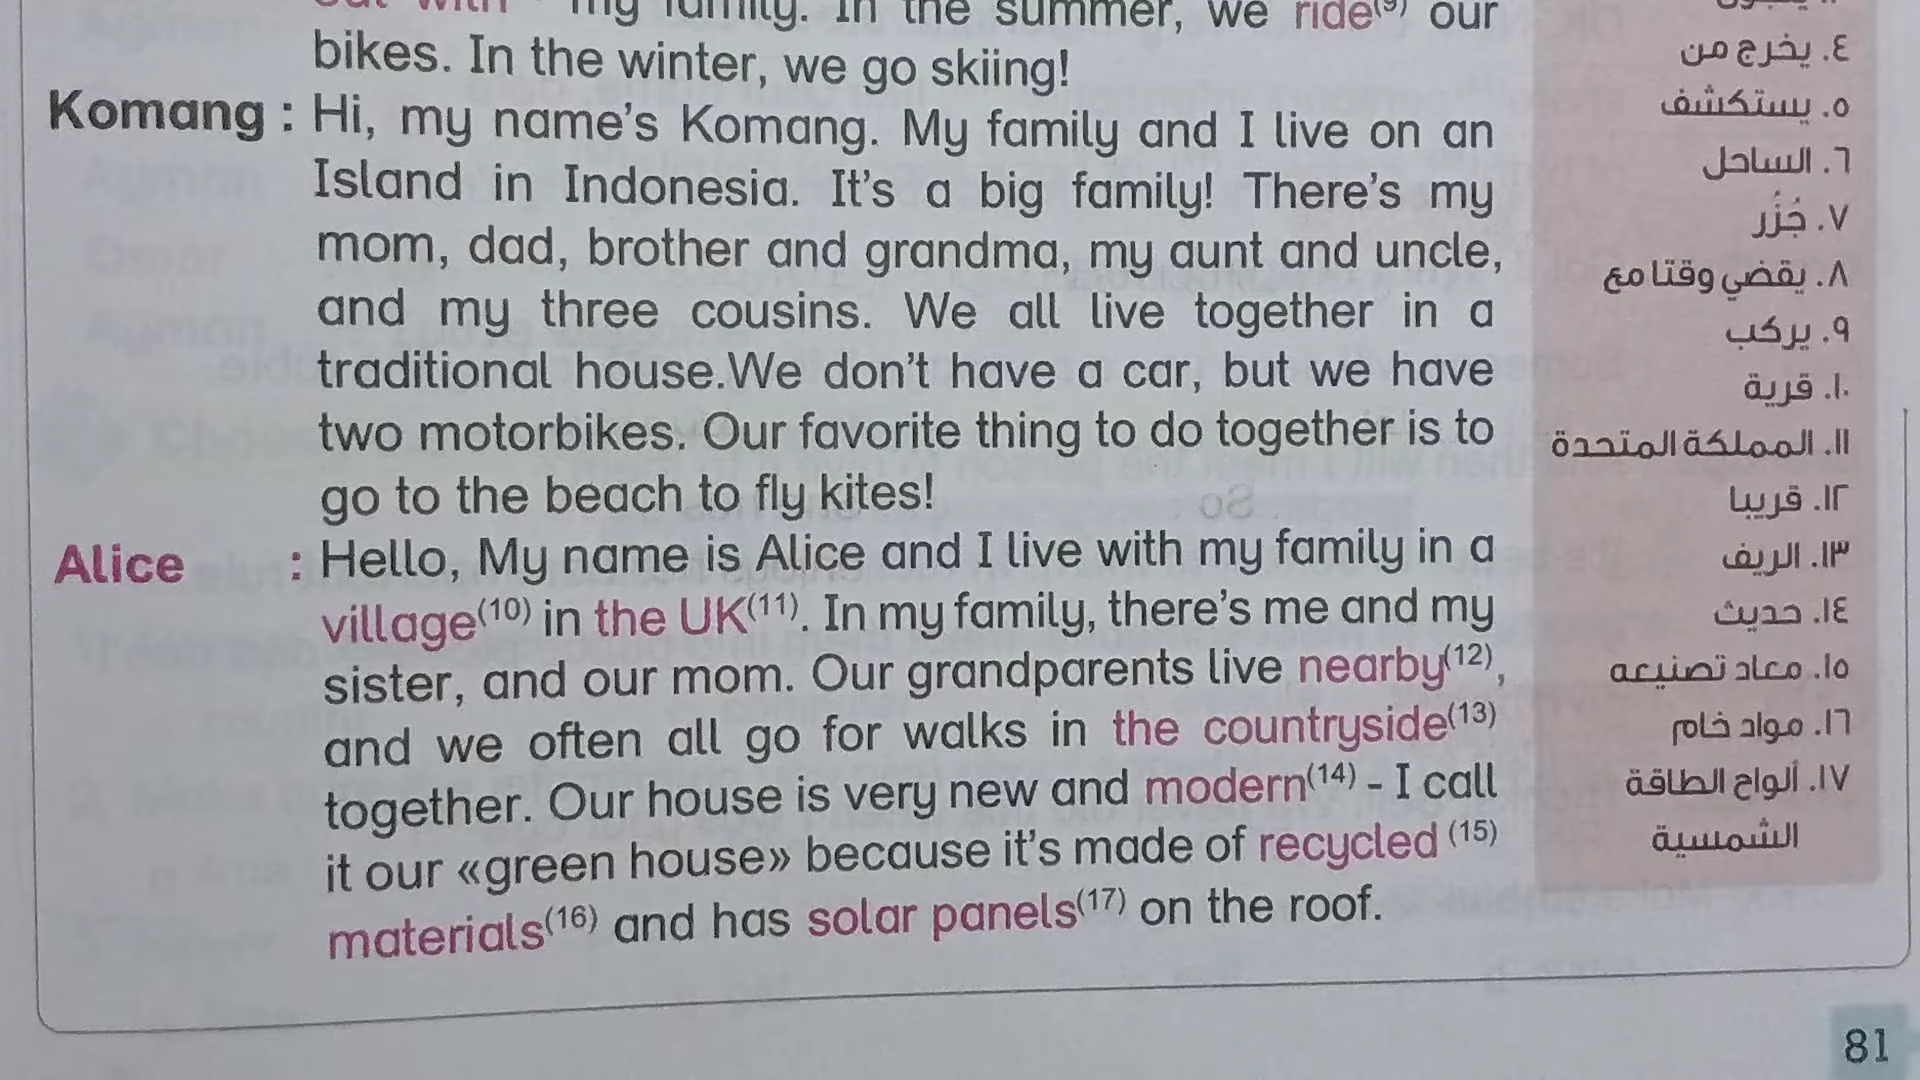 my family. In the summer, we ride(9) our
bikes. In the winter, we go skiing!
Komang : Hi, my name's Komang. My family and I live on an
Island in Indonesia. It's a big family! There's my
mom, dad, brother and grandma, my aunt and uncle,
and my three cousins. We all live together in a
traditional house.We don't have a car, but we have
two motorbikes. Our favorite thing to do together is to
go to the beach to fly kites!
Alice : Hello, My name is Alice and I live with my family in a
village(10) in the UK(11). In my family, there's me and my
sister, and our mom. Our grandparents live nearby(12),
and we often all go for walks in the countryside(13)
together. Our house is very new and modern(14) - I call
it our «green house» because it's made of recycled (15)
materials(16) and has solar panels(17) on the roof.
٤. يخرج من
٥. يستكشف
٦. الساحل
٧. جُزُر
٨. يقضي وقتا مع
٩. يركب
١٠. قرية
١١. المملكة المتحدة
١٢. قريبا
١٣. الريف
١٤. حديث
١٥. معاد تصنيعه
١٦. مواد خام
١٧. ألواح الطاقة
الشمسية
81